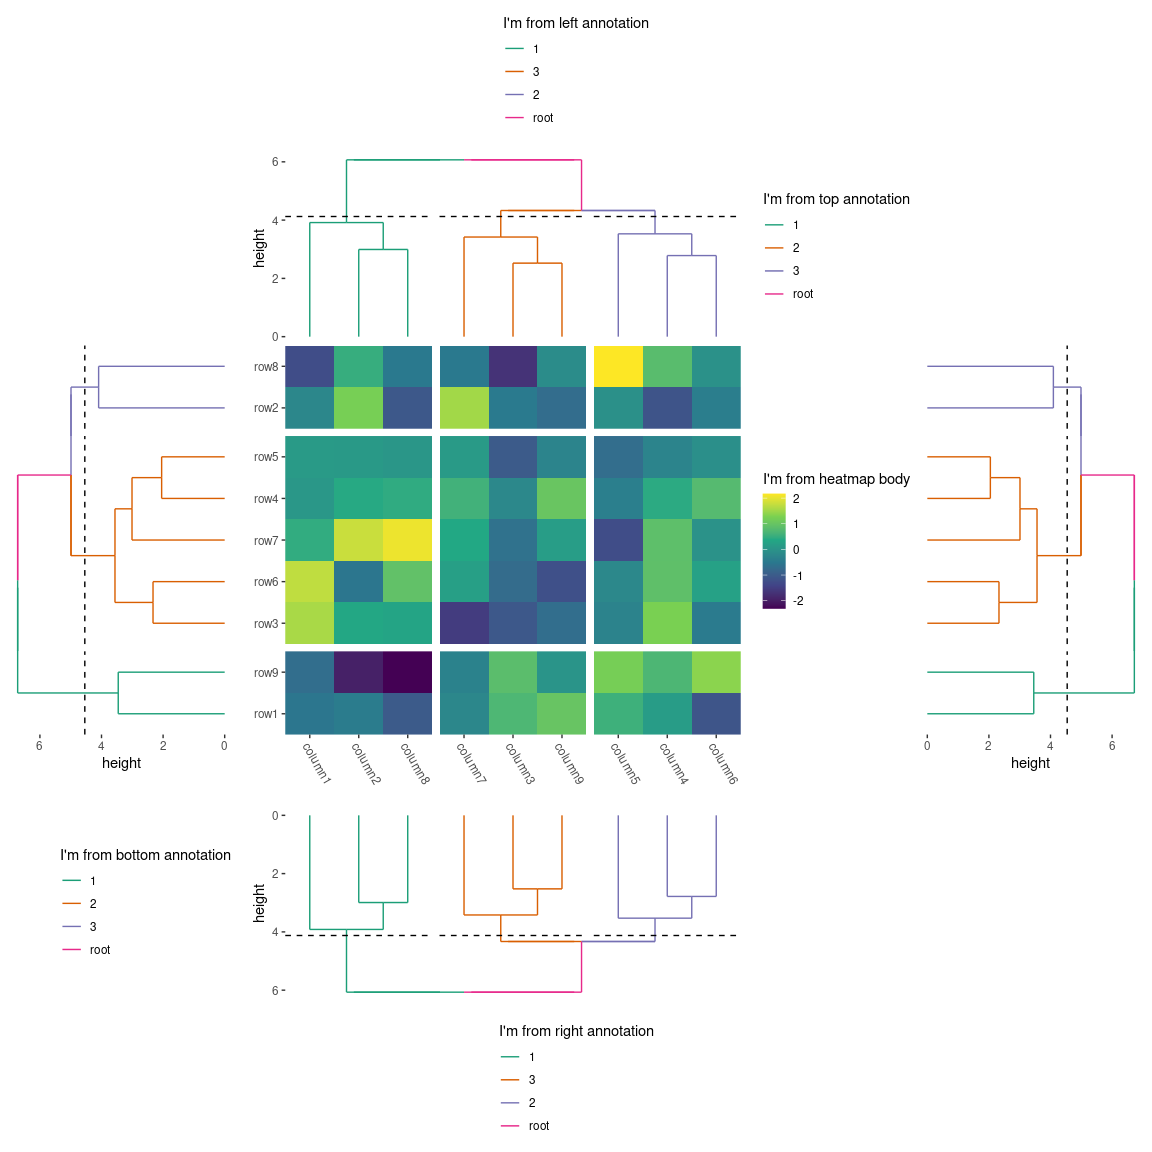 I'm from left annotation
1
3
2
root
6
4
2
0
height
I'm from top annotation
1
2
3
root
row8
row2
row5
row4
row7
row6
row3
row9
row1
I'm from heatmap body
2
1
0
-1
-2
6 4 2 0
height
column1 column2 column8 column7 column3 column9 column5 column4 column6
0 2 4 6
height
0
2
4
6
height
I'm from bottom annotation
1
2
3
root
I'm from right annotation
1
3
2
root